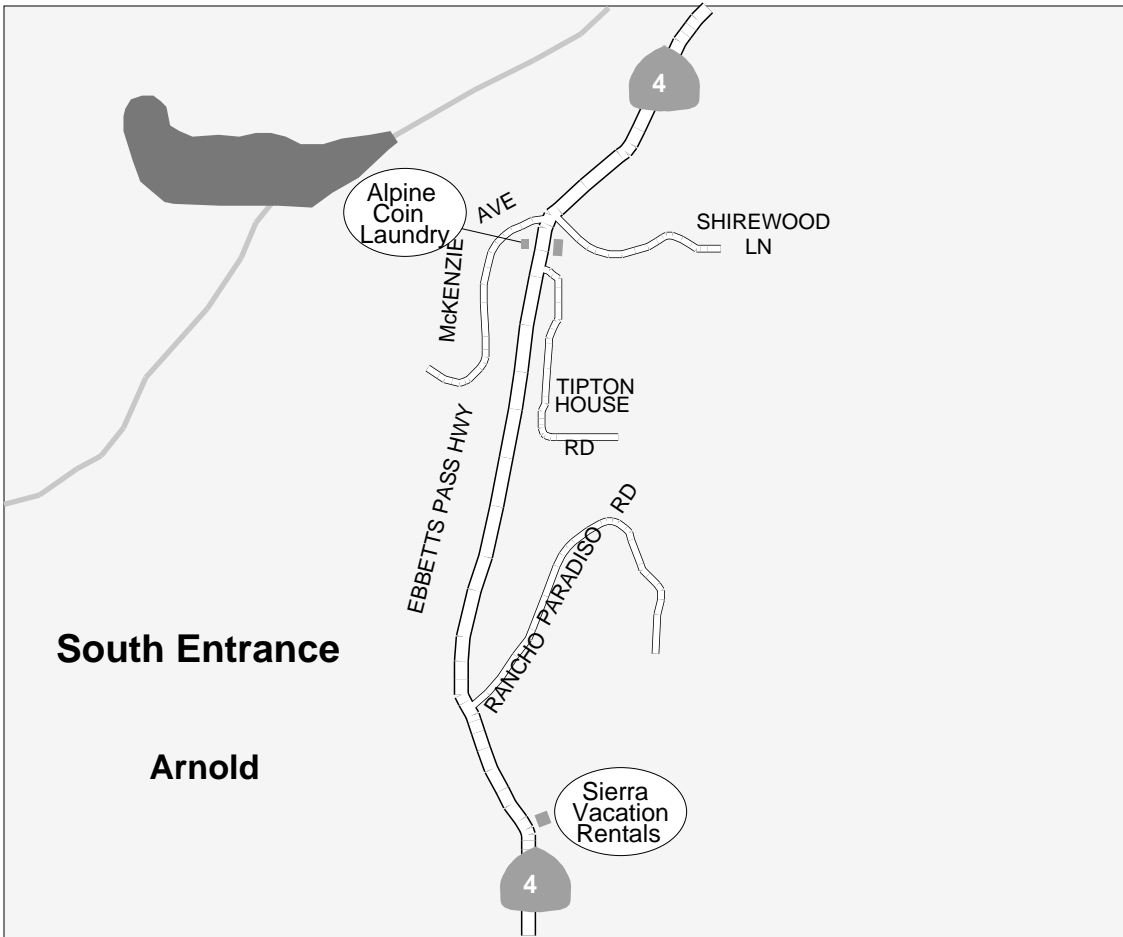 4
Alpine
Coin
Laundry
McKENZIE AVE
SHIREWOOD
LN
TIPTON
HOUSE
RD
EBBETTS PASS HWY
RANCHO PARADISO RD
South Entrance
Arnold
Sierra
Vacation
Rentals
4